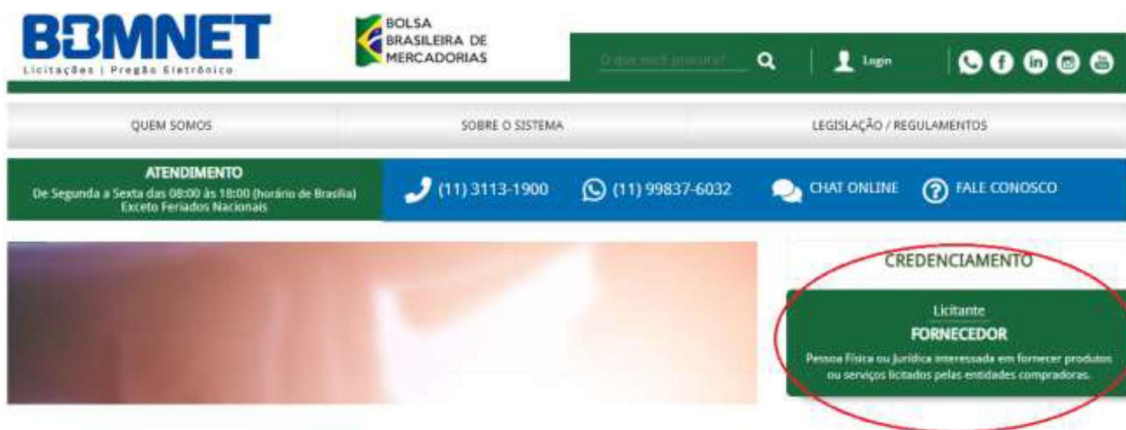 BBMNET
Licitações | Pregão Eletrônico
BOLSA
BRASILEIRA DE
MERCADORIAS
O que você procura?
Login
QUEM SOMOS
SOBRE O SISTEMA
LEGISLAÇÃO / REGULAMENTOS
ATENDIMENTO
De Segunda a Sexta das 08:00 às 18:00 (horário de Brasília)
Exceto Feriados Nacionais
(11) 3113-1900
(11) 99837-6032
CHAT ONLINE
FALE CONOSCO
CREDENCIAMENTO
Licitante
FORNECEDOR
Pessoa Física ou Jurídica interessada em fornecer produtos
ou serviços licitados pelas entidades compradoras.